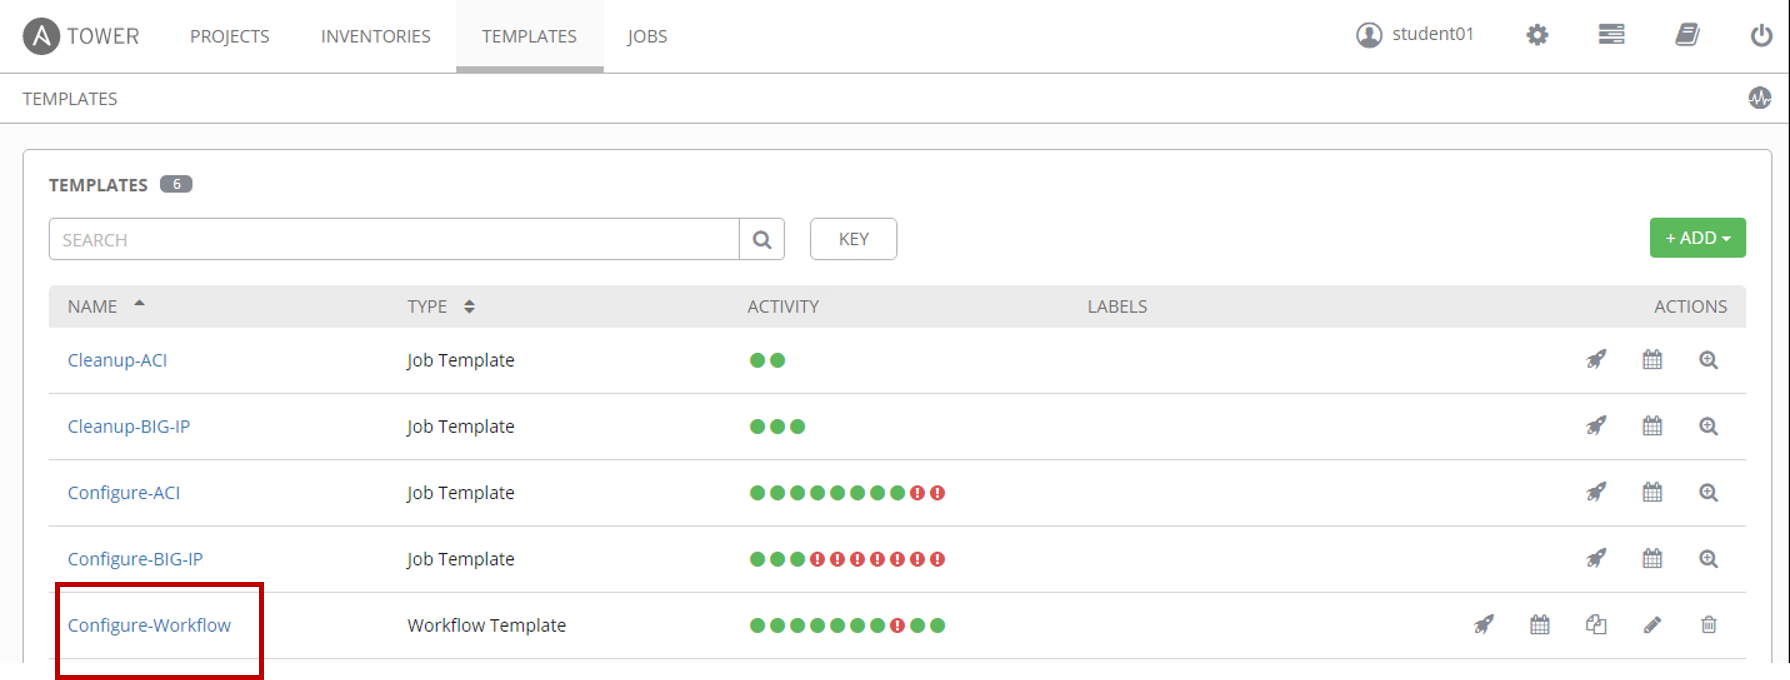 A TOWER PROJECTS INVENTORIES TEMPLATES JOBS student01
TEMPLATES
TEMPLATES 6
SEARCH KEY + ADD
NAME TYPE ACTIVITY LABELS ACTIONS
Cleanup-ACI Job Template
Cleanup-BIG-IP Job Template
Configure-ACI Job Template
Configure-BIG-IP Job Template
Configure-Workflow Workflow Template